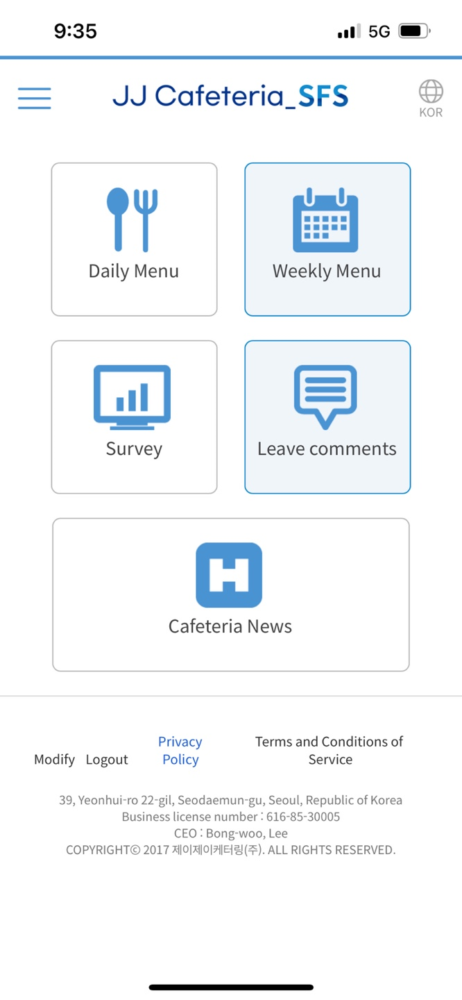 9:35
5G
JJ Cafeteria_SFS
KOR
Daily Menu
Weekly Menu
Survey
Leave comments
H
Cafeteria News
Modify Logout Privacy Policy Terms and Conditions of Service
39, Yeonhui-ro 22-gil, Seodaemun-gu, Seoul, Republic of Korea
Business license number : 616-85-30005
CEO : Bong-woo, Lee
COPYRIGHTⓒ 2017 제이제이케터링(주). ALL RIGHTS RESERVED.